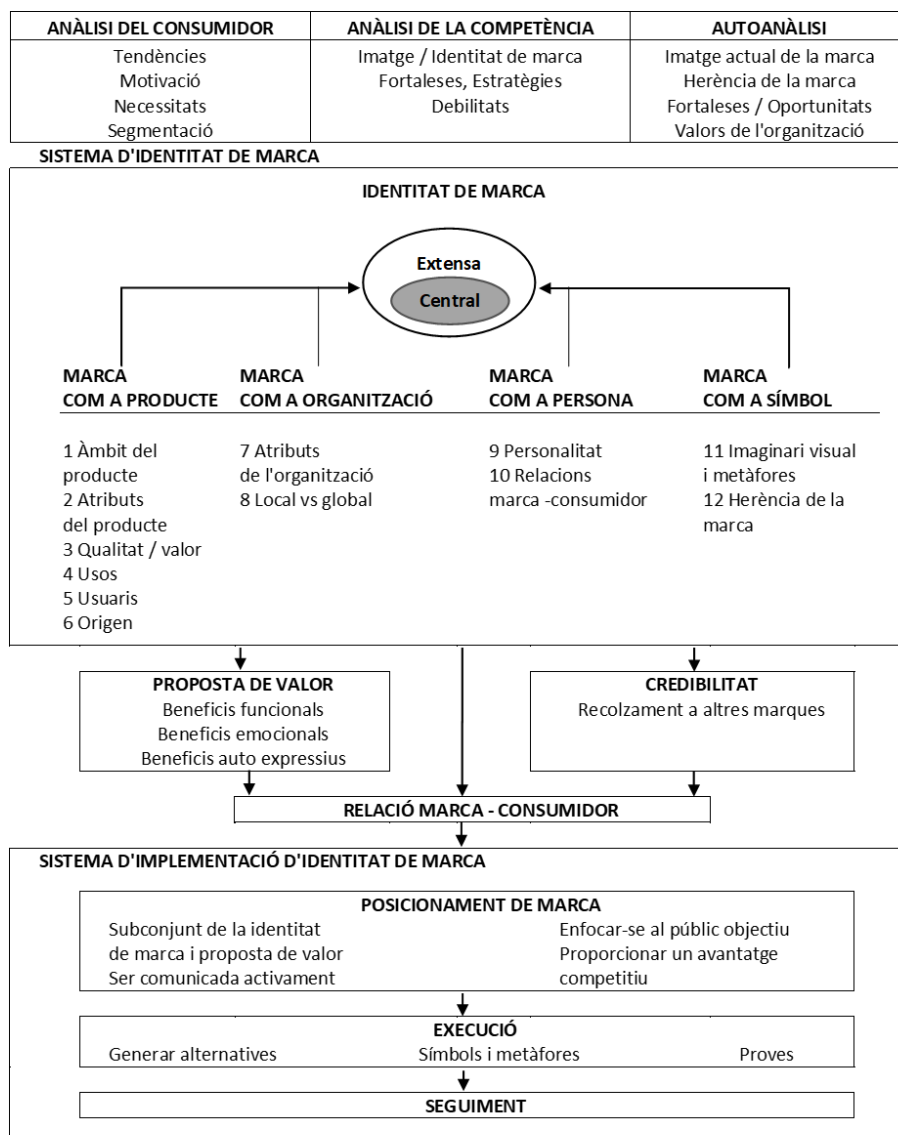 ANÀLISI DEL CONSUMIDOR
Tendències
Motivació
Necessitats
Segmentació
ANÀLISI DE LA COMPETÈNCIA
Imatge / Identitat de marca
Fortaleses, Estratègies
Debilitats
AUTOANÀLISI
Imatge actual de la marca
Herència de la marca
Fortaleses / Oportunitats
Valors de l'organització
SISTEMA D'IDENTITAT DE MARCA
IDENTITAT DE MARCA
Extensa
Central
MARCA
COM A PRODUCTE
1 Àmbit del
producte
2 Atributs
del producte
3 Qualitat / valor
4 Usos
5 Usuaris
6 Origen
MARCA
COM A ORGANITZACIÓ
7 Atributs
de l'organització
8 Local vs global
MARCA
COM A PERSONA
9 Personalitat
10 Relacions
marca -consumidor
MARCA
COM A SÍMBOL
11 Imaginari visual
i metàfores
12 Herència de la
marca
PROPOSTA DE VALOR
Beneficis funcionals
Beneficis emocionals
Beneficis auto expressius
CREDIBILITAT
Recolzament a altres marques
RELACIÓ MARCA - CONSUMIDOR
SISTEMA D'IMPLEMENTACIÓ D'IDENTITAT DE MARCA
POSICIONAMENT DE MARCA
Subconjunt de la identitat
de marca i proposta de valor
Ser comunicada activament
Enfocar-se al públic objectiu
Proporcionar un avantatge
competitiu
EXECUCIÓ
Generar alternatives
Símbols i metàfores
Proves
SEGUIMENT